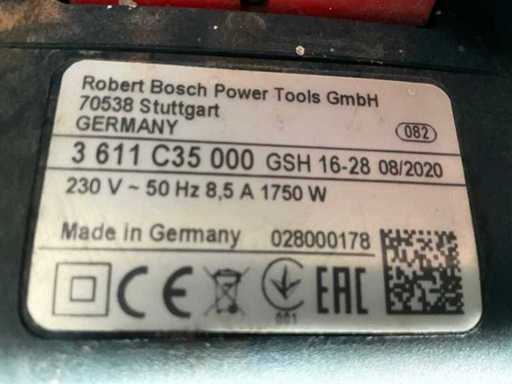 Robert Bosch Power Tools GmbH
70538 Stuttgart
GERMANY
082
3 611 C35 000 GSH 16-28 08/2020
230 V ~ 50 Hz 8,5 A 1750 W
Made in Germany 028000178
CE EAC
001